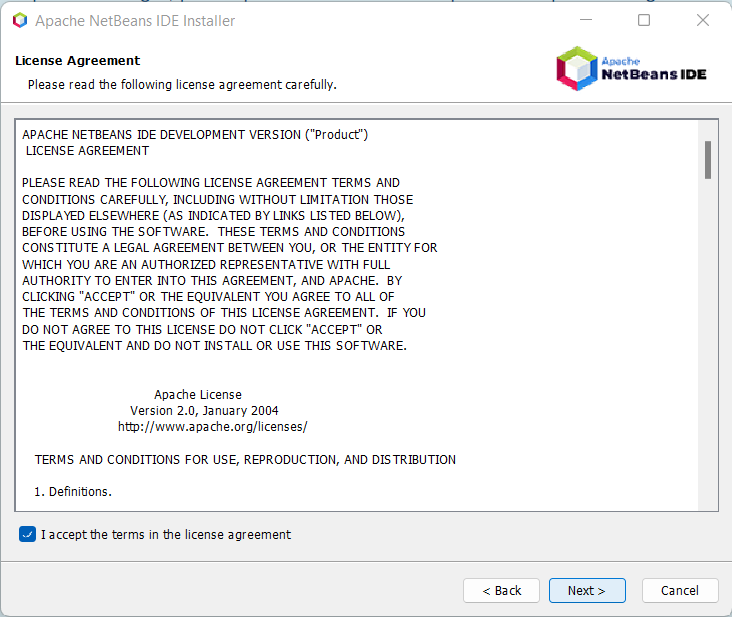 Apache NetBeans IDE Installer
License Agreement
Please read the following license agreement carefully.
Apache
NetBeans IDE
APACHE NETBEANS IDE DEVELOPMENT VERSION ("Product")
LICENSE AGREEMENT
PLEASE READ THE FOLLOWING LICENSE AGREEMENT TERMS AND
CONDITIONS CAREFULLY, INCLUDING WITHOUT LIMITATION THOSE
DISPLAYED ELSEWHERE (AS INDICATED BY LINKS LISTED BELOW),
BEFORE USING THE SOFTWARE.  THESE TERMS AND CONDITIONS
CONSTITUTE A LEGAL AGREEMENT BETWEEN YOU, OR THE ENTITY FOR
WHICH YOU ARE AN AUTHORIZED REPRESENTATIVE WITH FULL
AUTHORITY TO ENTER INTO THIS AGREEMENT, AND APACHE.  BY
CLICKING "ACCEPT" OR THE EQUIVALENT YOU AGREE TO ALL OF
THE TERMS AND CONDITIONS OF THIS LICENSE AGREEMENT.  IF YOU
DO NOT AGREE TO THIS LICENSE DO NOT CLICK "ACCEPT" OR
THE EQUIVALENT AND DO NOT INSTALL OR USE THIS SOFTWARE.
Apache License
Version 2.0, January 2004
http://www.apache.org/licenses/
TERMS AND CONDITIONS FOR USE, REPRODUCTION, AND DISTRIBUTION
1. Definitions.
I accept the terms in the license agreement
< Back
Next >
Cancel